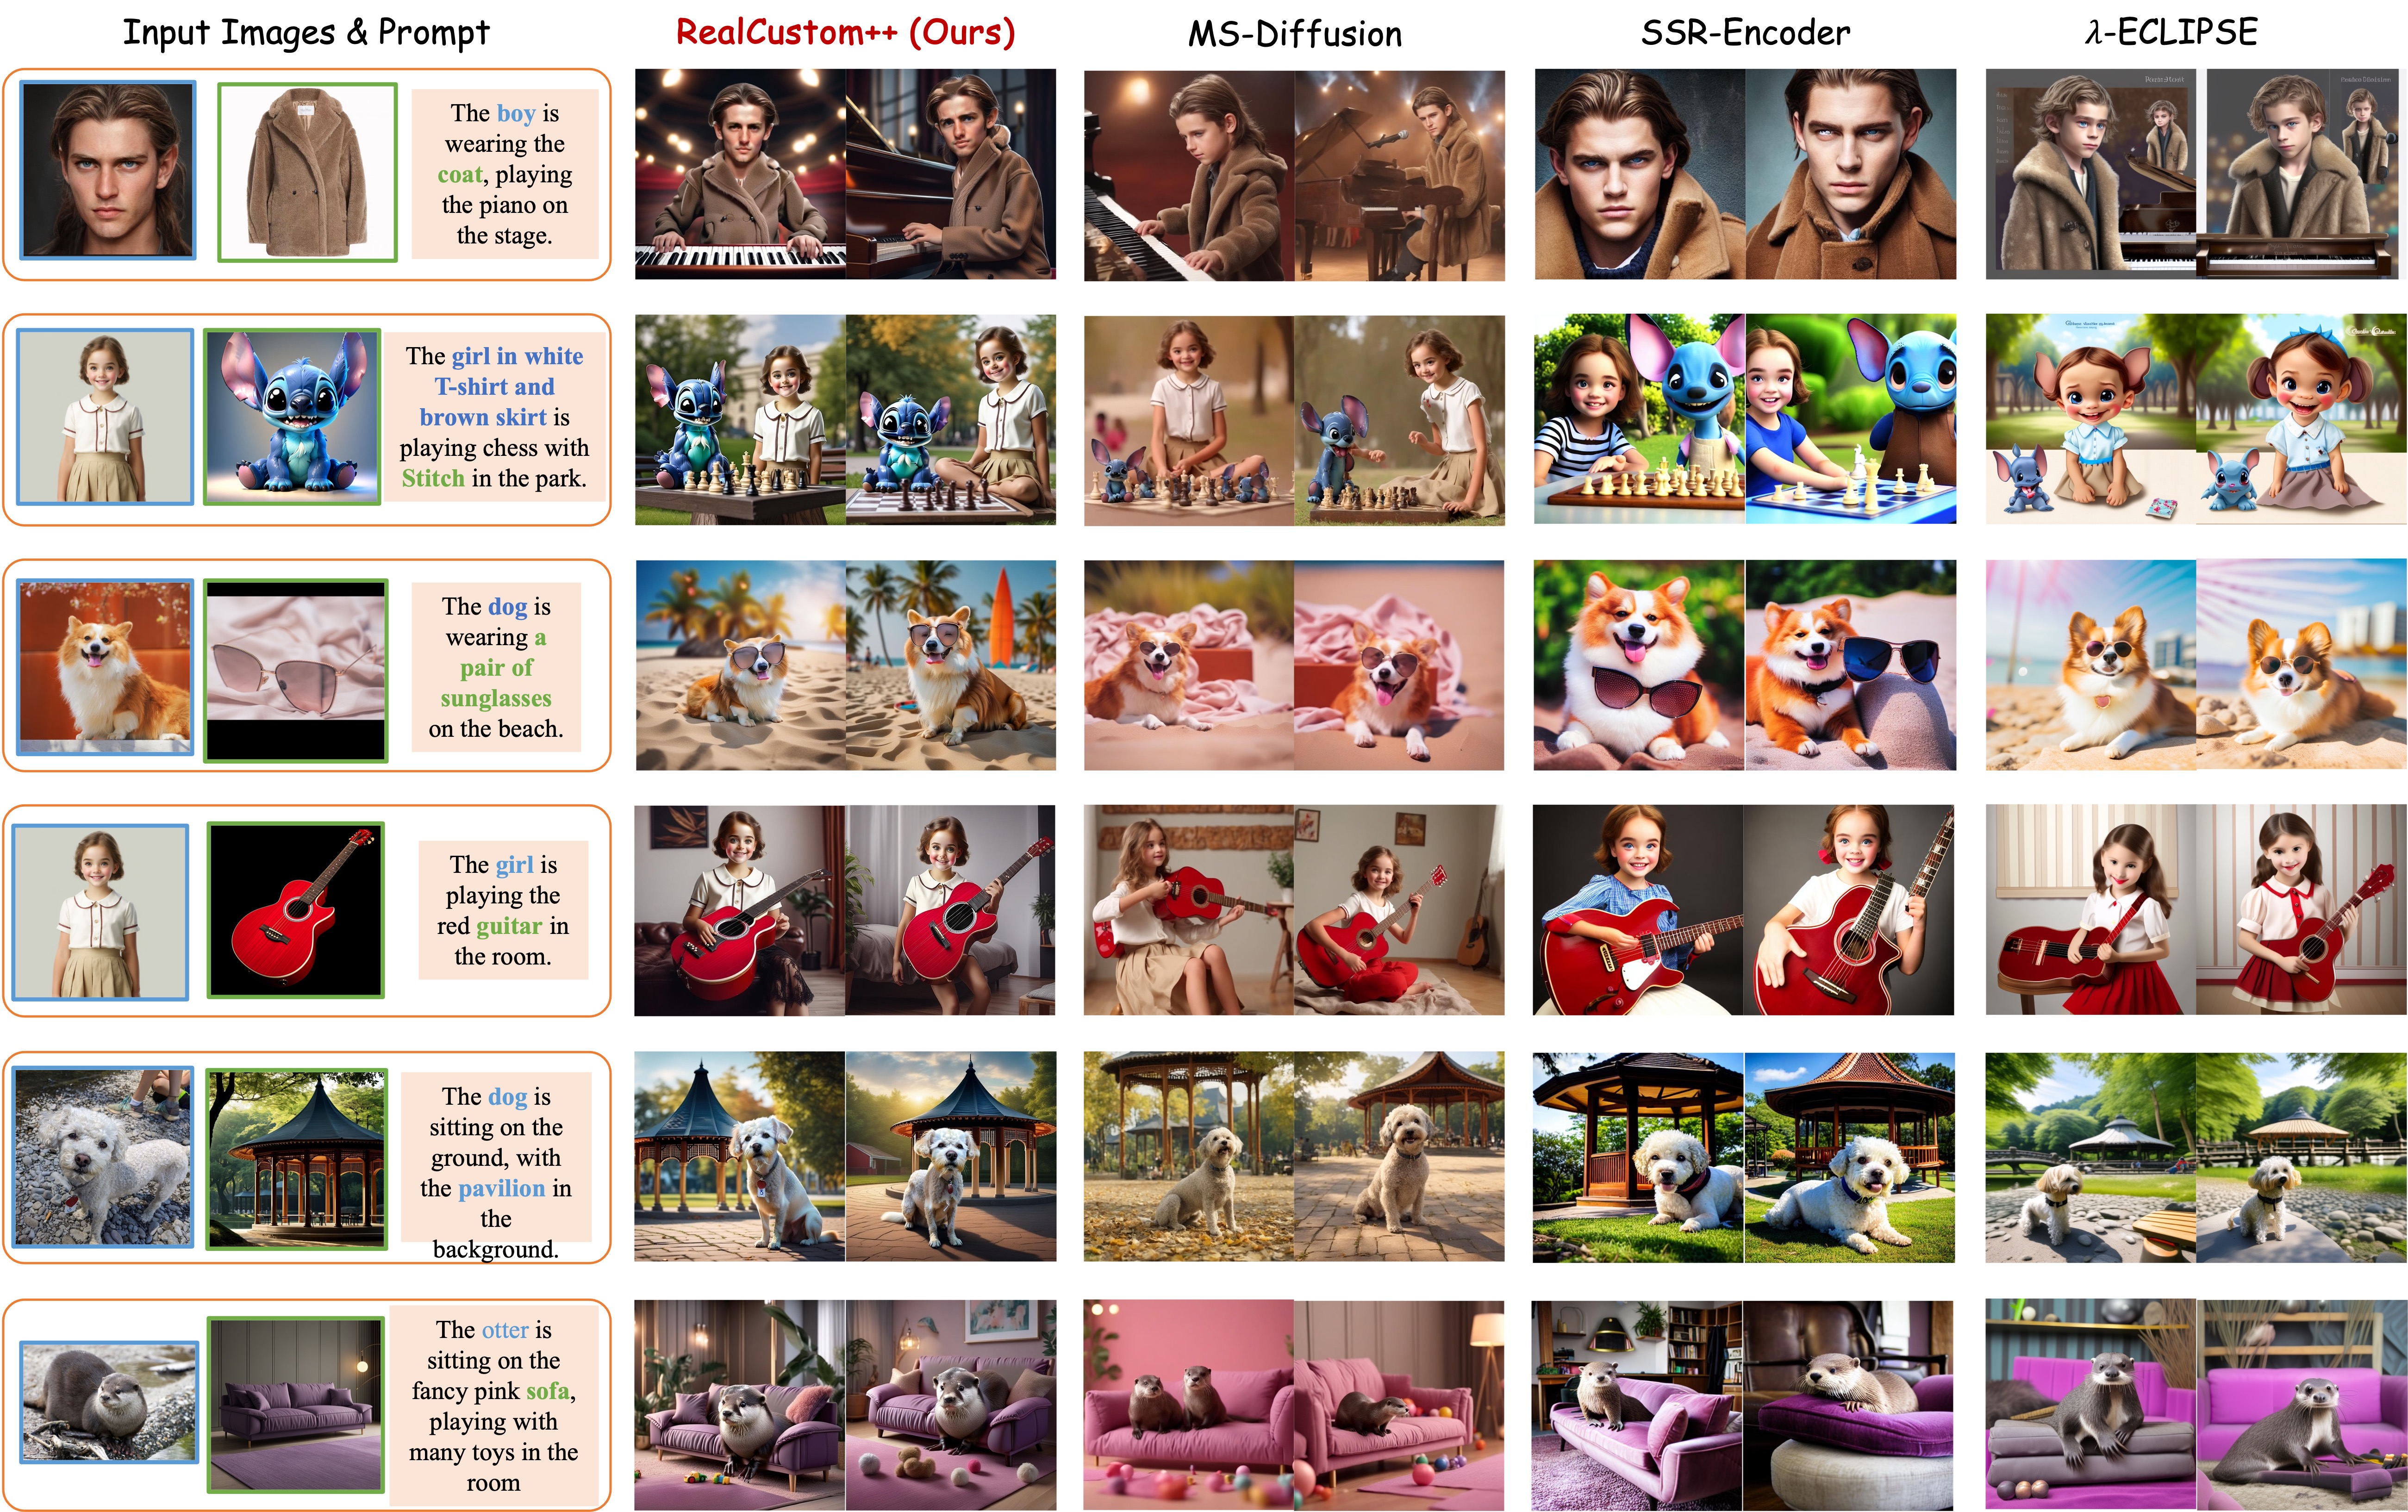 Input Images & Prompt
RealCustom++ (Ours)
MS-Diffusion
SSR-Encoder
λ-ECLIPSE
The boy is
wearing the
coat, playing
the piano on
the stage.
The girl in white
T-shirt and
brown skirt is
playing chess with
Stitch in the park.
The dog is
wearing a
pair of
sunglasses
on the beach.
The girl is
playing the
red guitar in
the room.
The dog is
sitting on the
ground, with
the pavilion in
the
background.
The otter is
sitting on the
fancy pink sofa,
playing with
many toys in the
room